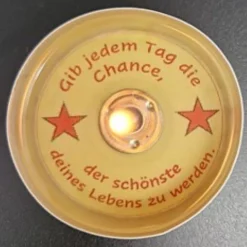 Gib jedem Tag die
Chance,
der schönste
deines Lebens zu werden.